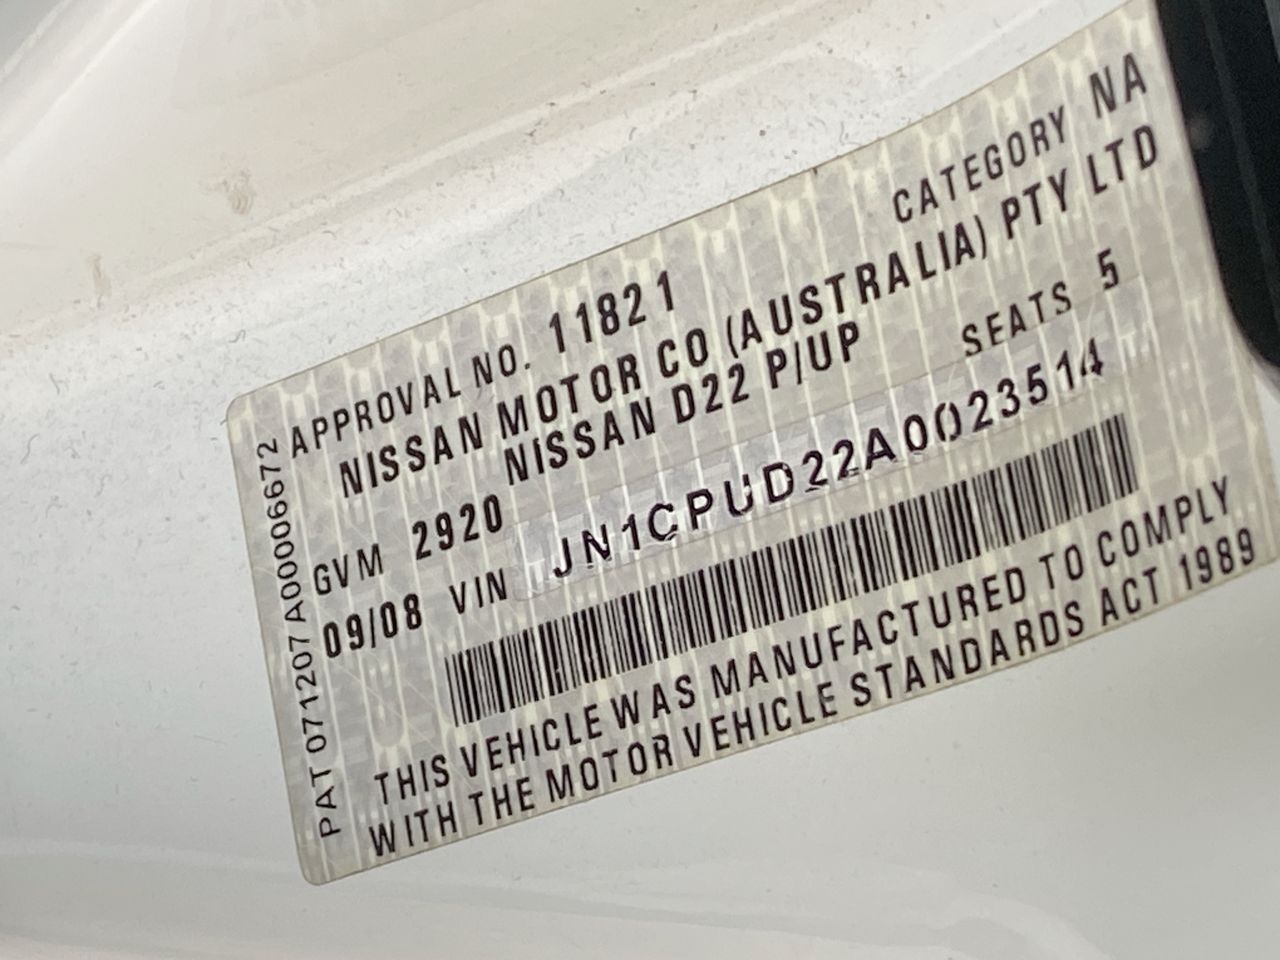 APPROVAL NO. 11821 CATEGORY NA
NISSAN MOTOR CO (AUSTRALIA) PTY LTD
NISSAN D22 P/UP SEATS 5
GVM 2920
09/08 VIN JN1CPUD22A0023514
THIS VEHICLE WAS MANUFACTURED TO COMPLY
WITH THE MOTOR VEHICLE STANDARDS ACT 1989
PAT 071207 A00006672